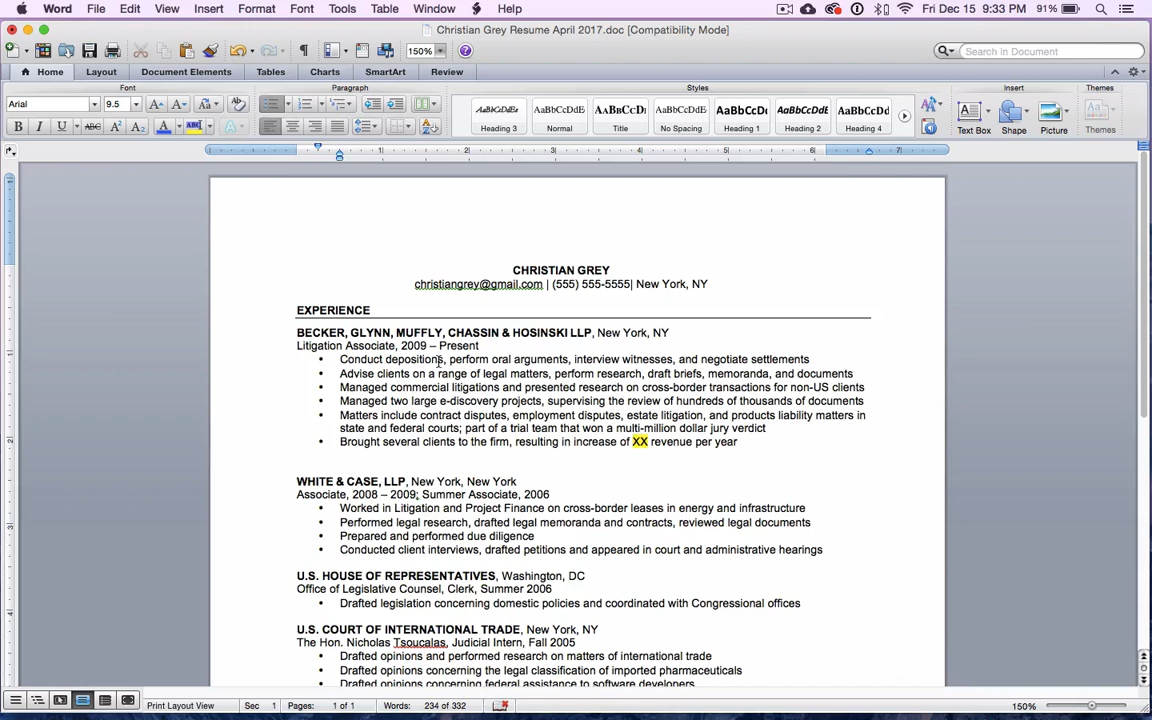 Word File Edit View Insert Format Font Tools Table Window Help Fri Dec 15 9:33 PM 91%
Christian Grey Resume April 2017.doc [Compatibility Mode]
150% Search in Document
Home Layout Document Elements Tables Charts SmartArt Review
Font Paragraph Styles Insert Themes
Arial 9.5
AaBbCcDdEe AaBbCcDdE AaBbCcD AaBbCcDdE AaBbCcDc AaBbCcDc AaBbCcDc
Heading 3 Normal Title No Spacing Heading 1 Heading 2 Heading 4 Text Box Shape Picture Themes
CHRISTIAN GREY
christiangrey@gmail.com | (555) 555-5555| New York, NY
EXPERIENCE
BECKER, GLYNN, MUFFLY, CHASSIN & HOSINSKI LLP, New York, NY
Litigation Associate, 2009 – Present
• Conduct depositions, perform oral arguments, interview witnesses, and negotiate settlements
• Advise clients on a range of legal matters, perform research, draft briefs, memoranda, and documents
• Managed commercial litigations and presented research on cross-border transactions for non-US clients
• Managed two large e-discovery projects, supervising the review of hundreds of thousands of documents
• Matters include contract disputes, employment disputes, estate litigation, and products liability matters in
state and federal courts; part of a trial team that won a multi-million dollar jury verdict
• Brought several clients to the firm, resulting in increase of XX revenue per year
WHITE & CASE, LLP, New York, New York
Associate, 2008 – 2009; Summer Associate, 2006
• Worked in Litigation and Project Finance on cross-border leases in energy and infrastructure
• Performed legal research, drafted legal memoranda and contracts, reviewed legal documents
• Prepared and performed due diligence
• Conducted client interviews, drafted petitions and appeared in court and administrative hearings
U.S. HOUSE OF REPRESENTATIVES, Washington, DC
Office of Legislative Counsel, Clerk, Summer 2006
• Drafted legislation concerning domestic policies and coordinated with Congressional offices
U.S. COURT OF INTERNATIONAL TRADE, New York, NY
The Hon. Nicholas Tsoucalas, Judicial Intern, Fall 2005
• Drafted opinions and performed research on matters of international trade
• Drafted opinions concerning the legal classification of imported pharmaceuticals
• Drafted opinions concerning federal assistance to software developers
Print Layout View Sec 1 Pages: 1 of 1 Words: 234 of 332 150%